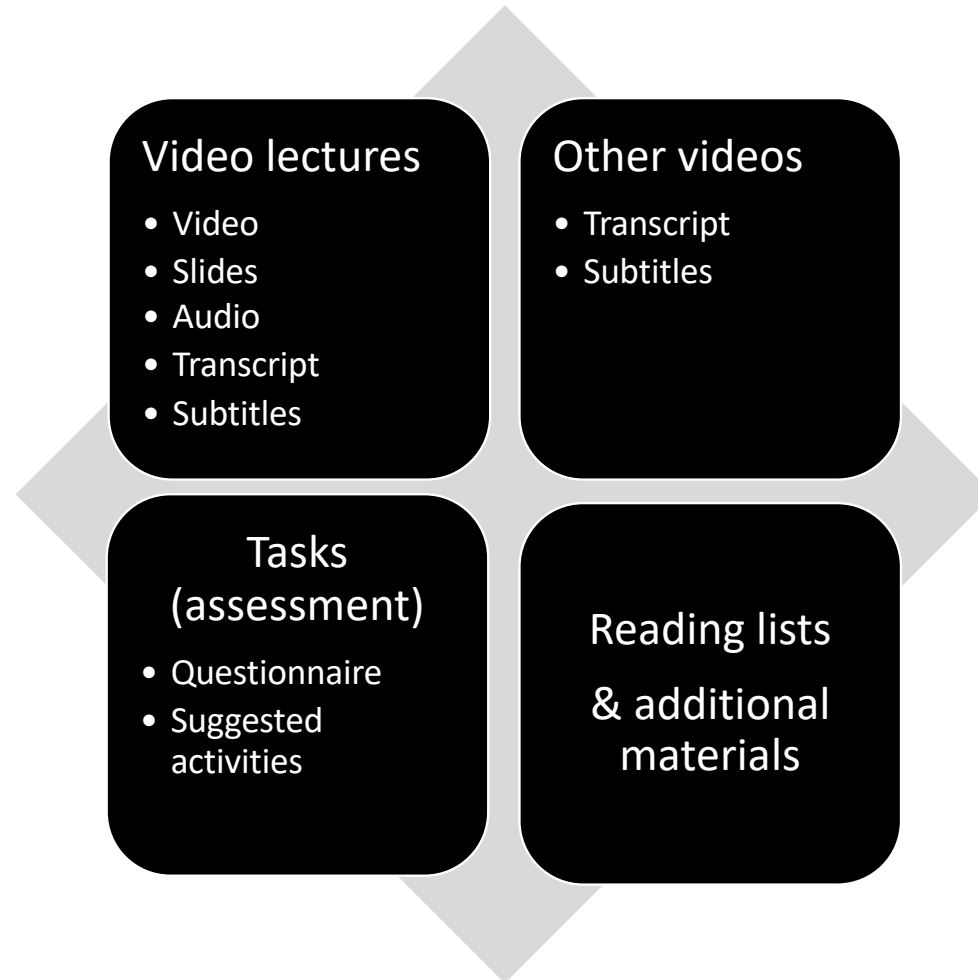 Video lectures
• Video
• Slides
• Audio
• Transcript
• Subtitles
Other videos
• Transcript
• Subtitles
Tasks
(assessment)
• Questionnaire
• Suggested
activities
Reading lists
& additional
materials